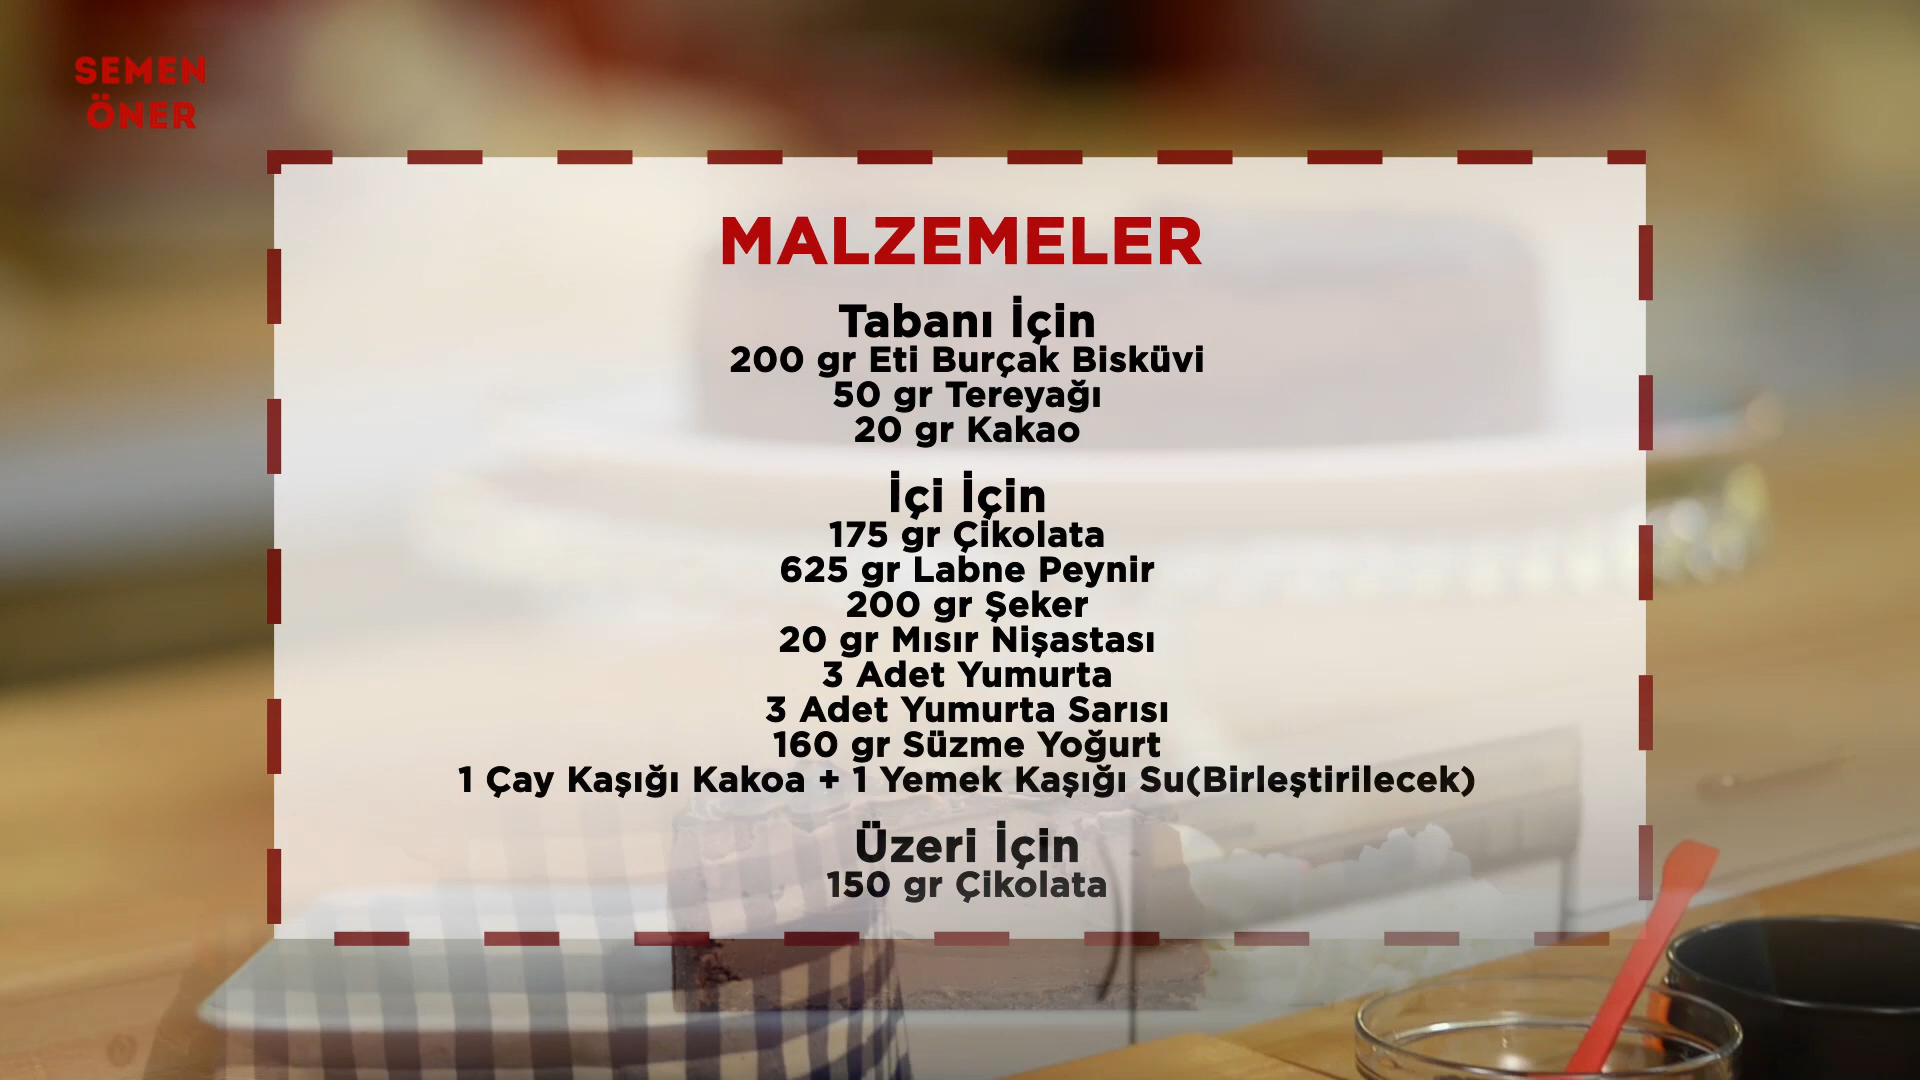 SEMEN
ÖNER
MALZEMELER
Tabanı İçin
200 gr Eti Burçak Bisküvi
50 gr Tereyağı
20 gr Kakao
İçi İçin
175 gr Çikolata
625 gr Labne Peynir
200 gr Şeker
20 gr Mısır Nişastası
3 Adet Yumurta
3 Adet Yumurta Sarısı
160 gr Süzme Yoğurt
1 Çay Kaşığı Kakoa + 1 Yemek Kaşığı Su(Birleştirilecek)
Üzeri İçin
150 gr Çikolata